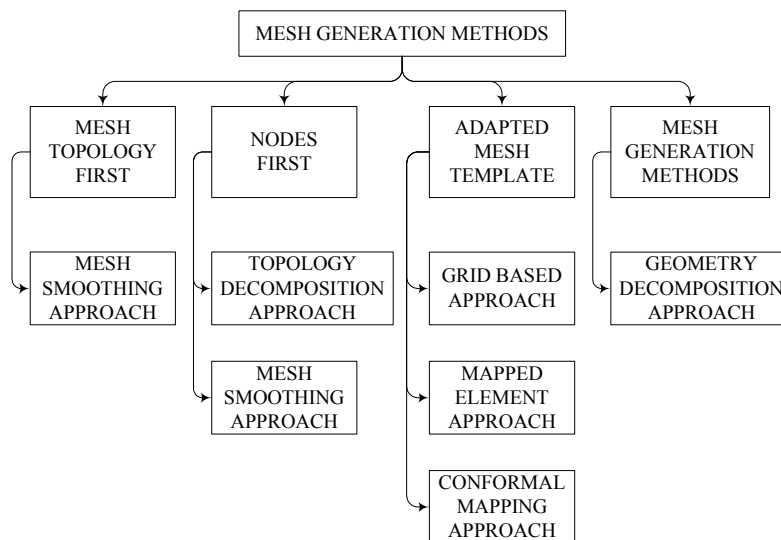 MESH GENERATION METHODS
MESH
TOPOLOGY
FIRST
NODES
FIRST
ADAPTED
MESH
TEMPLATE
MESH
GENERATION
METHODS
MESH
SMOOTHING
APPROACH
TOPOLOGY
DECOMPOSITION
APPROACH
GRID BASED
APPROACH
GEOMETRY
DECOMPOSITION
APPROACH
MESH
SMOOTHING
APPROACH
MAPPED
ELEMENT
APPROACH
CONFORMAL
MAPPING
APPROACH